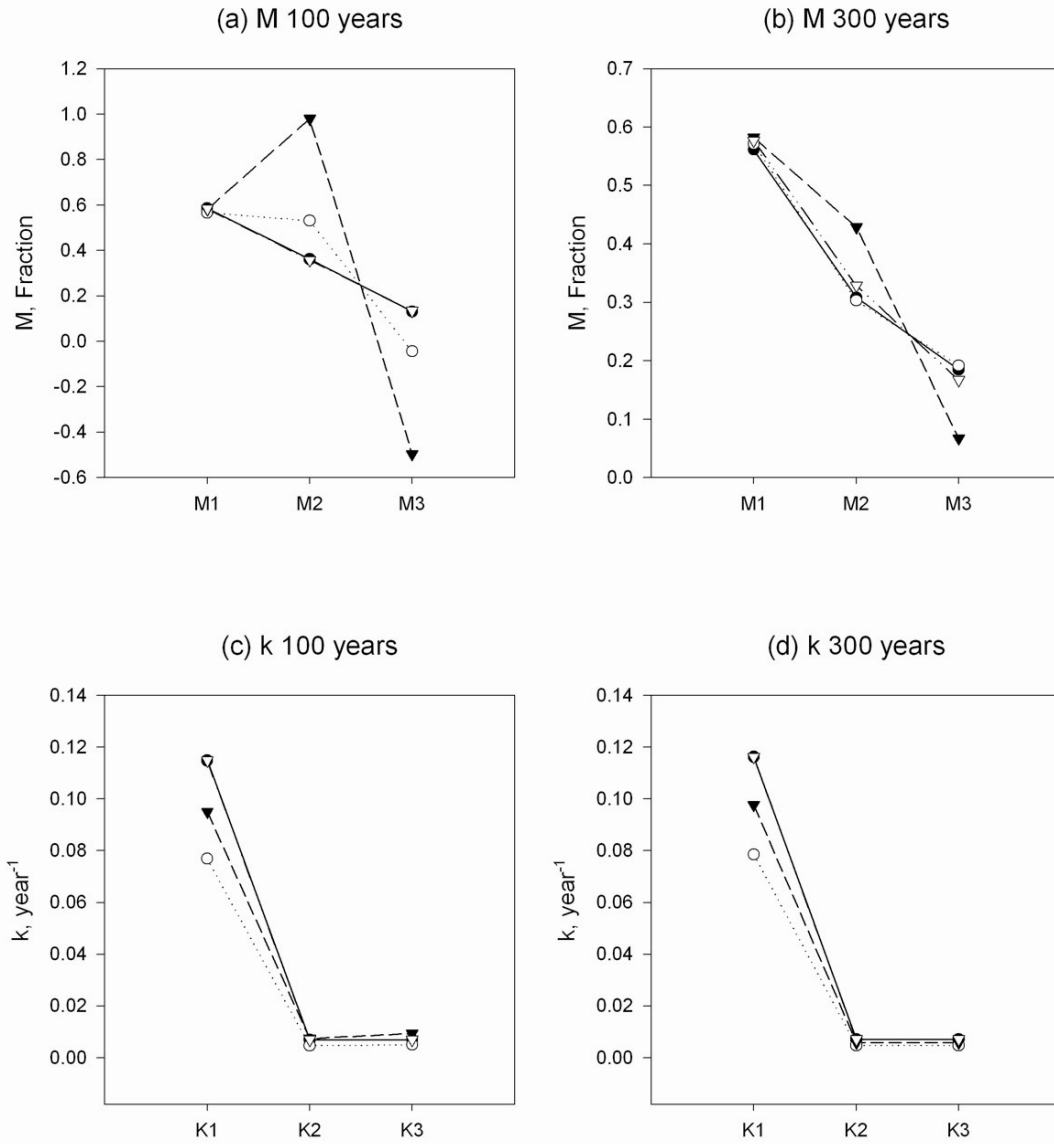 (a) M 100 years
(b) M 300 years
M, Fraction
1.2
1.0
0.8
0.6
0.4
0.2
0.0
-0.2
-0.4
-0.6
M1 M2 M3
M, Fraction
0.7
0.6
0.5
0.4
0.3
0.2
0.1
0.0
M1 M2 M3
(c) k 100 years
(d) k 300 years
k, year⁻¹
0.14
0.12
0.10
0.08
0.06
0.04
0.02
0.00
K1 K2 K3
k, year⁻¹
0.14
0.12
0.10
0.08
0.06
0.04
0.02
0.00
K1 K2 K3